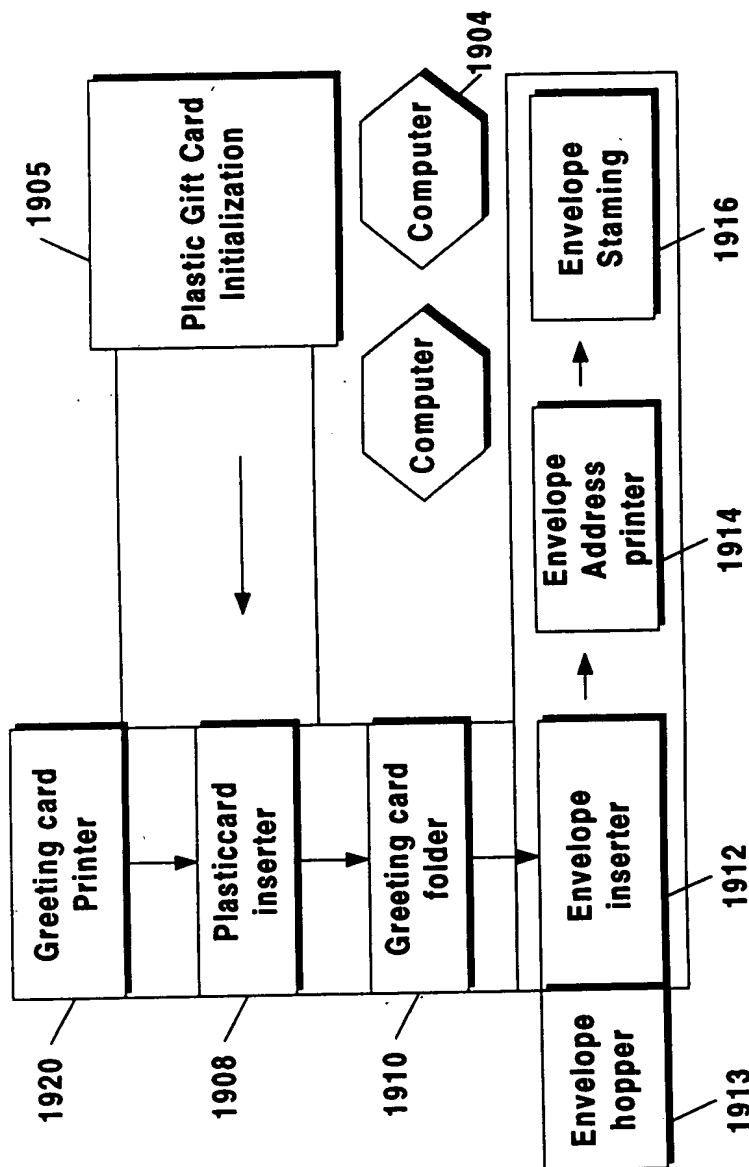 1920
Greeting card
Printer
1908
Plasticcard
inserter
1910
Greeting card
folder
1905
Plastic Gift Card
Initialization
Computer
Computer
1904
Envelope
hopper
1913
Envelope
inserter
1912
Envelope
Address
printer
1914
Envelope
Staming
1916